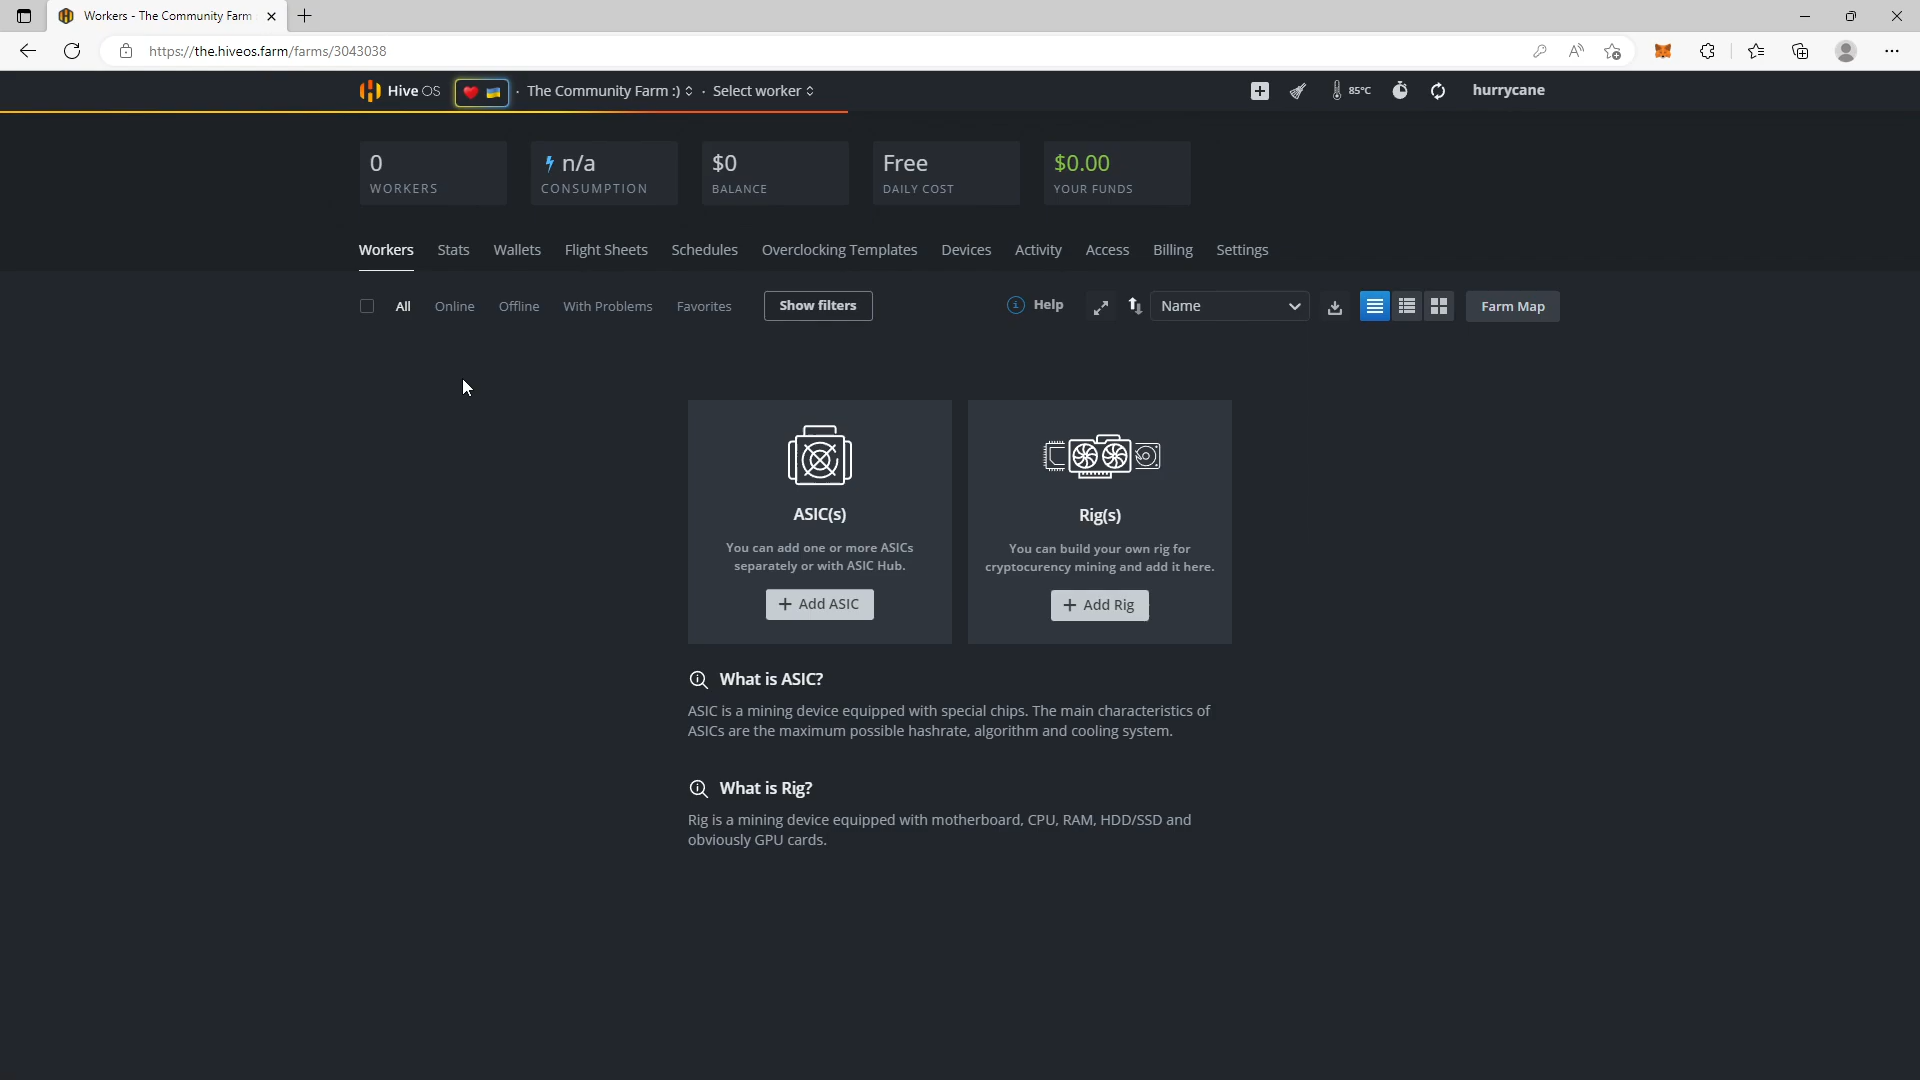 Workers - The Community Farm
https://the.hiveos.farm/farms/3043038
Hive OS · The Community Farm :) · Select worker
85°C
hurrycane
0
WORKERS
n/a
CONSUMPTION
$0
BALANCE
Free
DAILY COST
$0.00
YOUR FUNDS
Workers Stats Wallets Flight Sheets Schedules Overclocking Templates Devices Activity Access Billing Settings
All Online Offline With Problems Favorites Show filters Help Name Farm Map
ASIC(s)
You can add one or more ASICs
separately or with ASIC Hub.
+ Add ASIC
Rig(s)
You can build your own rig for
cryptocurency mining and add it here.
+ Add Rig
What is ASIC?
ASIC is a mining device equipped with special chips. The main characteristics of
ASICs are the maximum possible hashrate, algorithm and cooling system.
What is Rig?
Rig is a mining device equipped with motherboard, CPU, RAM, HDD/SSD and
obviously GPU cards.